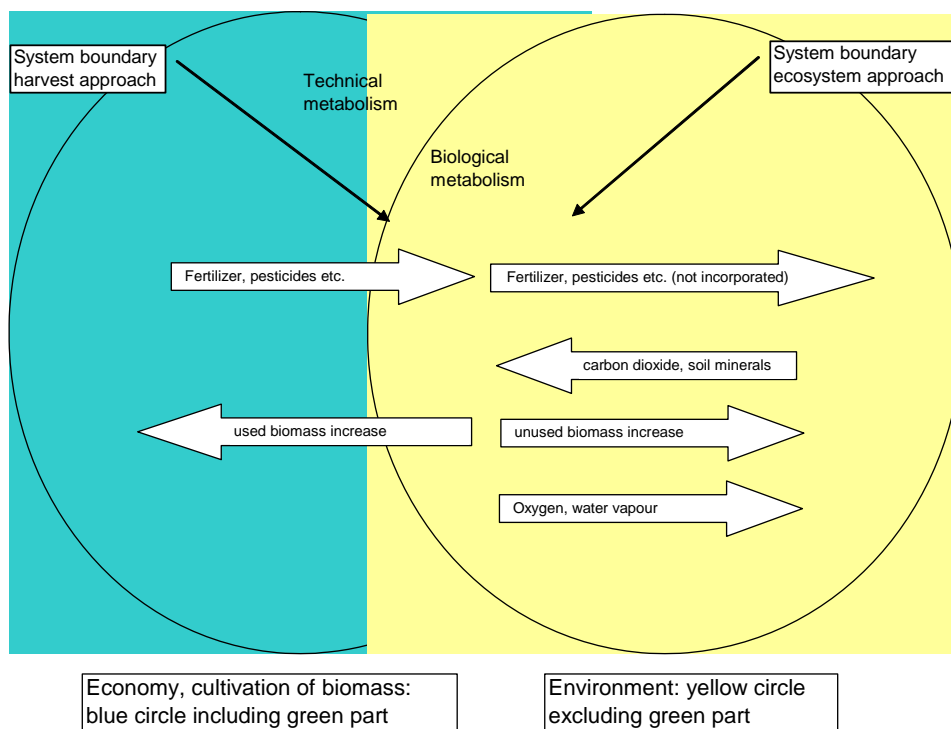 System boundary
harvest approach
System boundary
ecosystem approach
Technical
metabolism
Biological
metabolism
Fertilizer, pesticides etc.
Fertilizer, pesticides etc. (not incorporated)
carbon dioxide, soil minerals
used biomass increase
unused biomass increase
Oxygen, water vapour
Economy, cultivation of biomass:
blue circle including green part
Environment: yellow circle
excluding green part